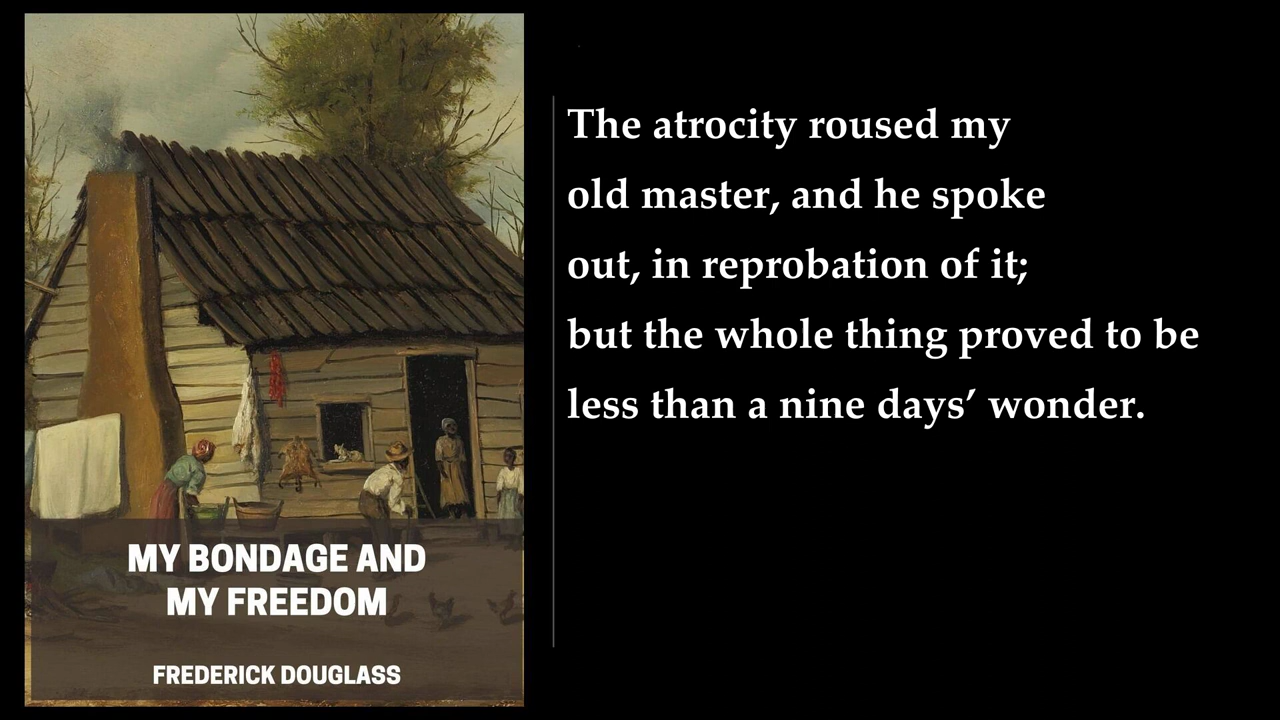 The atrocity roused my
old master, and he spoke
out, in reprobation of it;
but the whole thing proved to be
less than a nine days’ wonder.
MY BONDAGE AND
MY FREEDOM
FREDERICK DOUGLASS